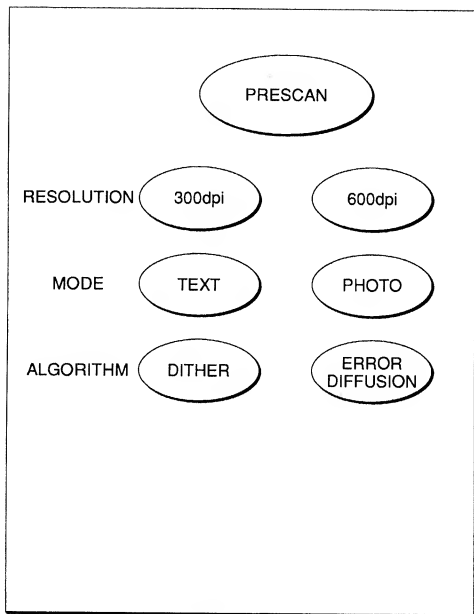 PRESCAN
RESOLUTION 300dpi 600dpi
MODE TEXT PHOTO
ALGORITHM DITHER ERROR
DIFFUSION